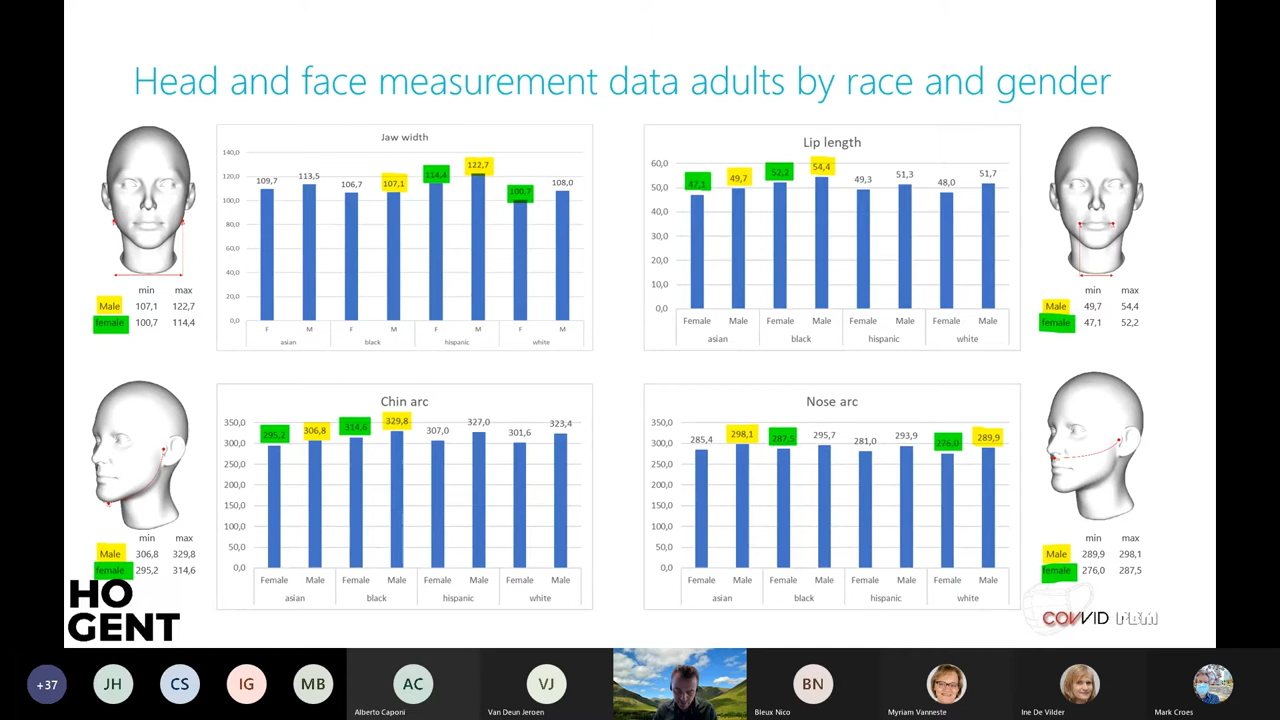 Head and face measurement data adults by race and gender
Jaw width
140,0
120,0
100,0
80,0
60,0
40,0
20,0
0,0
109,7
113,5
106,7
107,1
114,4
122,7
100,7
108,0
F
M
F
M
F
M
F
M
asian
black
hispanic
white
min max
Male 107,1 122,7
female 100,7 114,4
Lip length
60,0
50,0
40,0
30,0
20,0
10,0
0,0
47,1
49,7
52,2
54,4
49,3
51,3
48,0
51,7
Female
Male
Female
Male
Female
Male
Female
Male
asian
black
hispanic
white
min max
Male 49,7 54,4
female 47,1 52,2
Chin arc
350,0
300,0
250,0
200,0
150,0
100,0
50,0
0,0
295,2
306,8
314,6
329,8
307,0
327,0
301,6
323,4
Female
Male
Female
Male
Female
Male
Female
Male
asian
black
hispanic
white
min max
Male 306,8 329,8
female 295,2 314,6
Nose arc
350,0
300,0
250,0
200,0
150,0
100,0
50,0
0,0
285,4
298,1
287,5
295,7
281,0
293,9
276,0
289,9
Female
Male
Female
Male
Female
Male
Female
Male
asian
black
hispanic
white
min max
Male 289,9 298,1
female 276,0 287,5
HO
GENT
COVVID PBM
+37
JH
CS
IG
MB
AC
Alberto Caponi
VJ
Van Deun Jeroen
BN
Bleux Nico
Myriam Vanneste
Ine De Vilder
Mark Croes